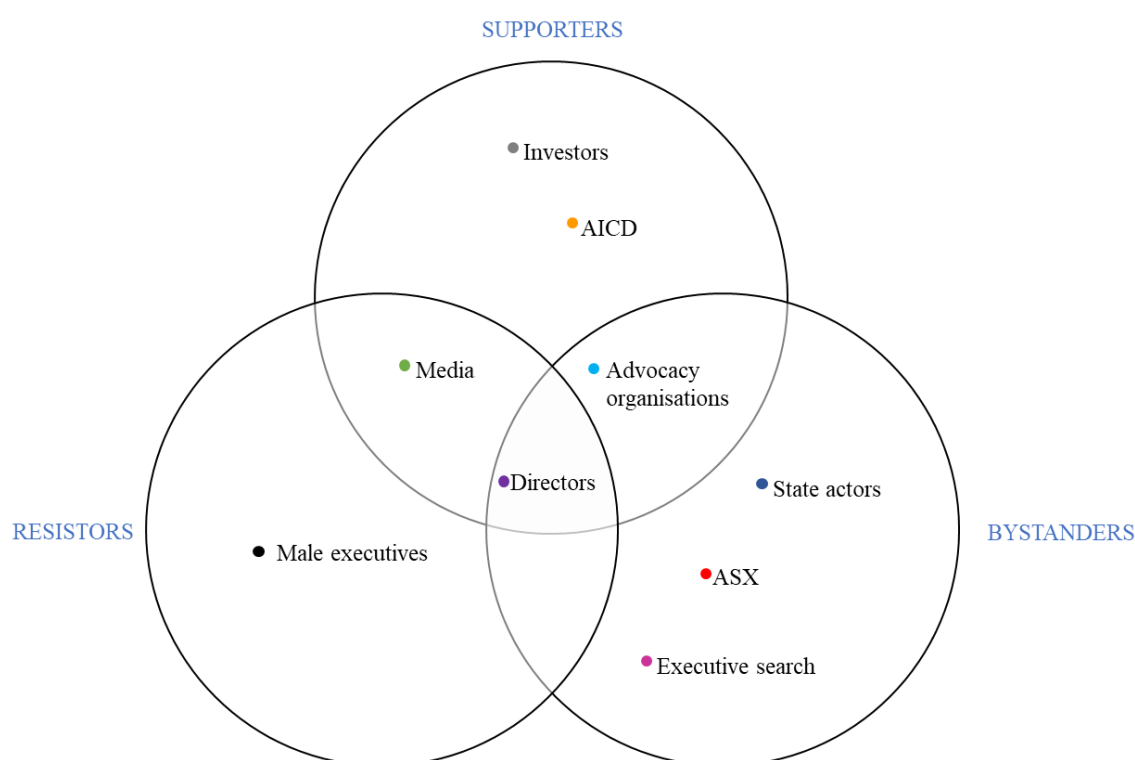 SUPPORTERS
Investors
AICD
Media
Advocacy
organisations
Directors
State actors
RESISTORS
BYSTANDERS
Male executives
ASX
Executive search